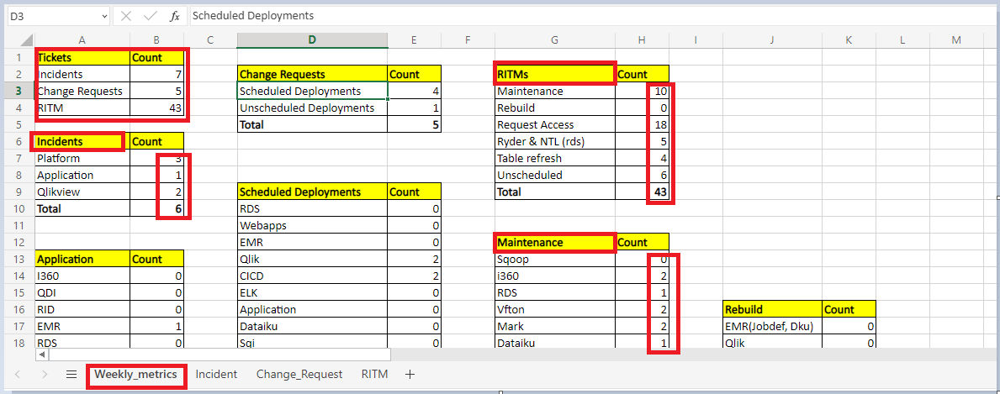 D3 fx Scheduled Deployments
A B C D E F G H I J K L M
1 Tickets Count
2 Incidents 7 Change Requests Count RITMs Count
3 Change Requests 5 Scheduled Deployments 4 Maintenance 10
4 RITM 43 Unscheduled Deployments 1 Rebuild 0
5 Total 5 Request Access 18
6 Incidents Count Ryder & NTL (rds) 5
7 Platform 3 Table refresh 4
8 Application 1 Unscheduled 6
9 Qlikview 2 Scheduled Deployments Count Total 43
10 Total 6 RDS 0
11 Webapps 0
12 EMR 0 Maintenance Count
13 Application Count Qlik 2 Sqoop 0
14 I360 0 CICD 2 i360 2
15 QDI 0 ELK 0 RDS 1
16 RID 0 Application 0 Vfton 2 Rebuild Count
17 EMR 1 Dataiku 0 Mark 2 EMR(Jobdef, Dku) 0
18 RDS 0 Sqi 0 Dataiku 1 Qlik 0
Weekly_metrics Incident Change_Request RITM